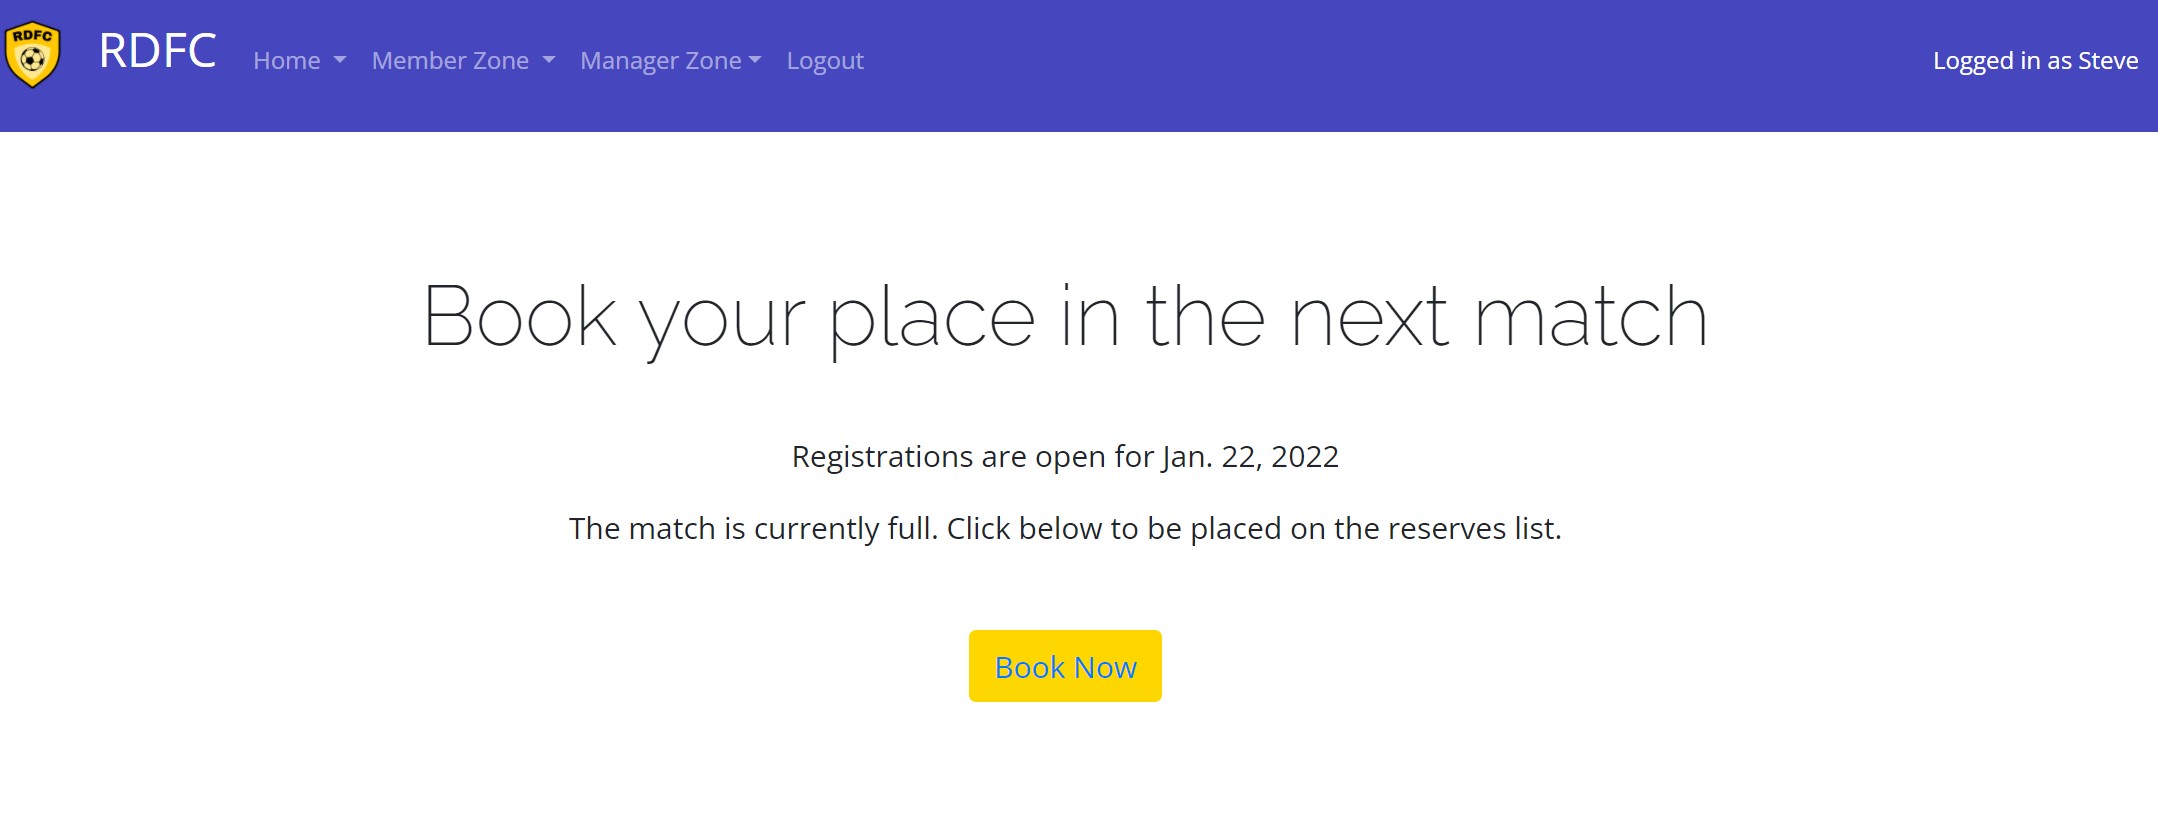 RDFC
RDFC
Home
Member Zone
Manager Zone
Logout
Logged in as Steve
Book your place in the next match
Registrations are open for Jan. 22, 2022
The match is currently full. Click below to be placed on the reserves list.
Book Now